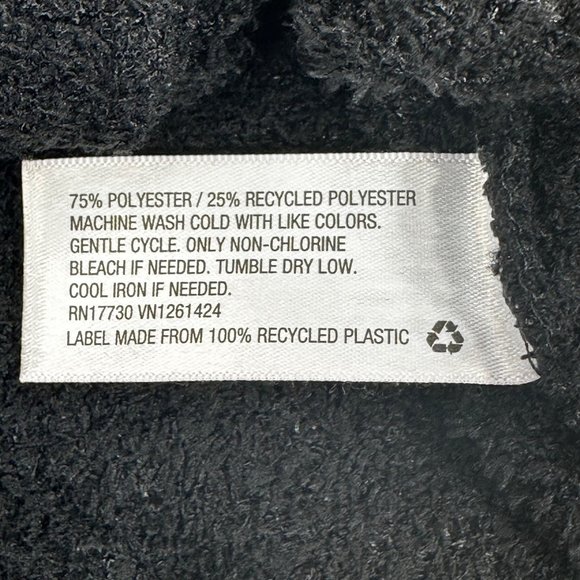 75% POLYESTER / 25% RECYCLED POLYESTER
MACHINE WASH COLD WITH LIKE COLORS.
GENTLE CYCLE. ONLY NON-CHLORINE
BLEACH IF NEEDED. TUMBLE DRY LOW.
COOL IRON IF NEEDED.
RN17730 VN1261424
LABEL MADE FROM 100% RECYCLED PLASTIC